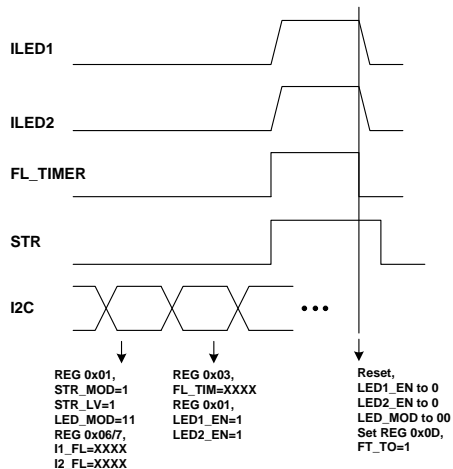 ILED1
ILED2
FL_TIMER
STR
I2C
REG 0x01,
STR_MOD=1
STR_LV=1
LED_MOD=11
REG 0x06/7,
I1_FL=XXXX
I2_FL=XXXX
REG 0x03,
FL_TIM=XXXX
REG 0x01,
LED1_EN=1
LED2_EN=1
Reset,
LED1_EN to 0
LED2_EN to 0
LED_MOD to 00
Set REG 0x0D,
FT_TO=1